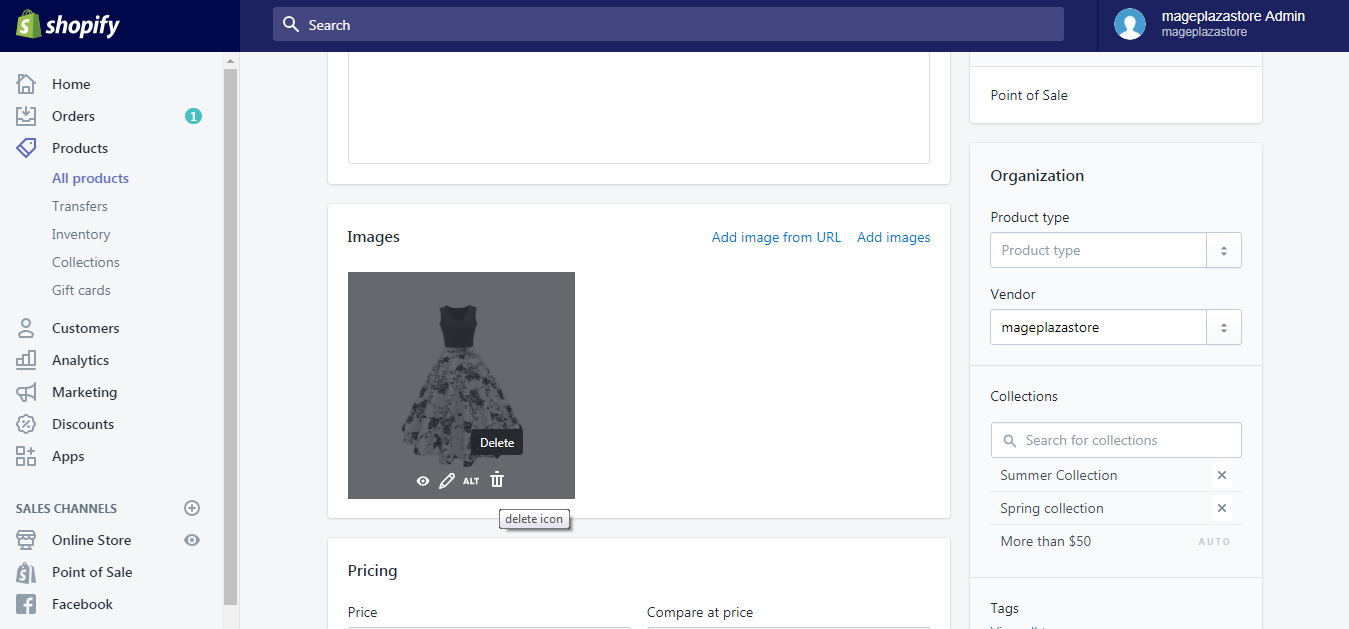 shopify
Search
mageplazastore Admin
mageplazastore
Home
Orders
1
Products
All products
Transfers
Inventory
Collections
Gift cards
Customers
Analytics
Marketing
Discounts
Apps
SALES CHANNELS
Online Store
Point of Sale
Facebook
Images
Add image from URL
Add images
Delete
ALT
delete icon
Pricing
Price
Compare at price
Point of Sale
Organization
Product type
Product type
Vendor
mageplazastore
Collections
Search for collections
Summer Collection
Spring collection
More than $50
AUTO
Tags